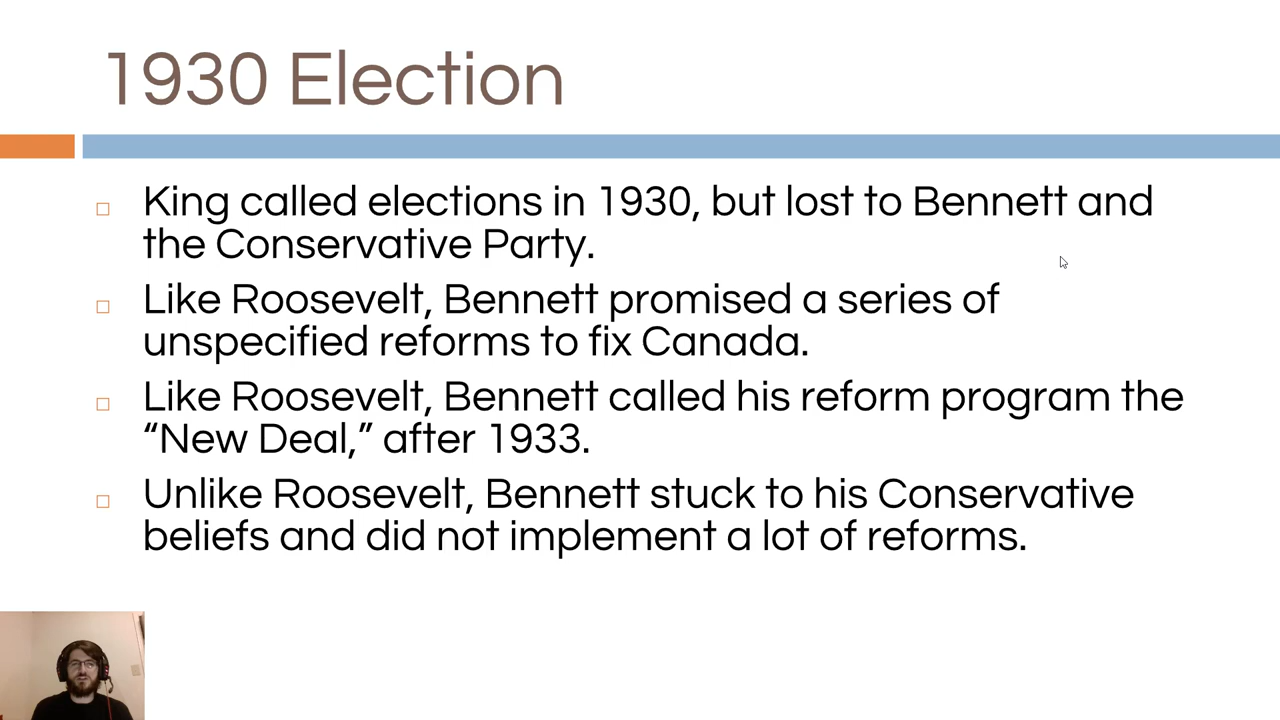 1930 Election
King called elections in 1930, but lost to Bennett and
the Conservative Party.
Like Roosevelt, Bennett promised a series of
unspecified reforms to fix Canada.
Like Roosevelt, Bennett called his reform program the
“New Deal,” after 1933.
Unlike Roosevelt, Bennett stuck to his Conservative
beliefs and did not implement a lot of reforms.